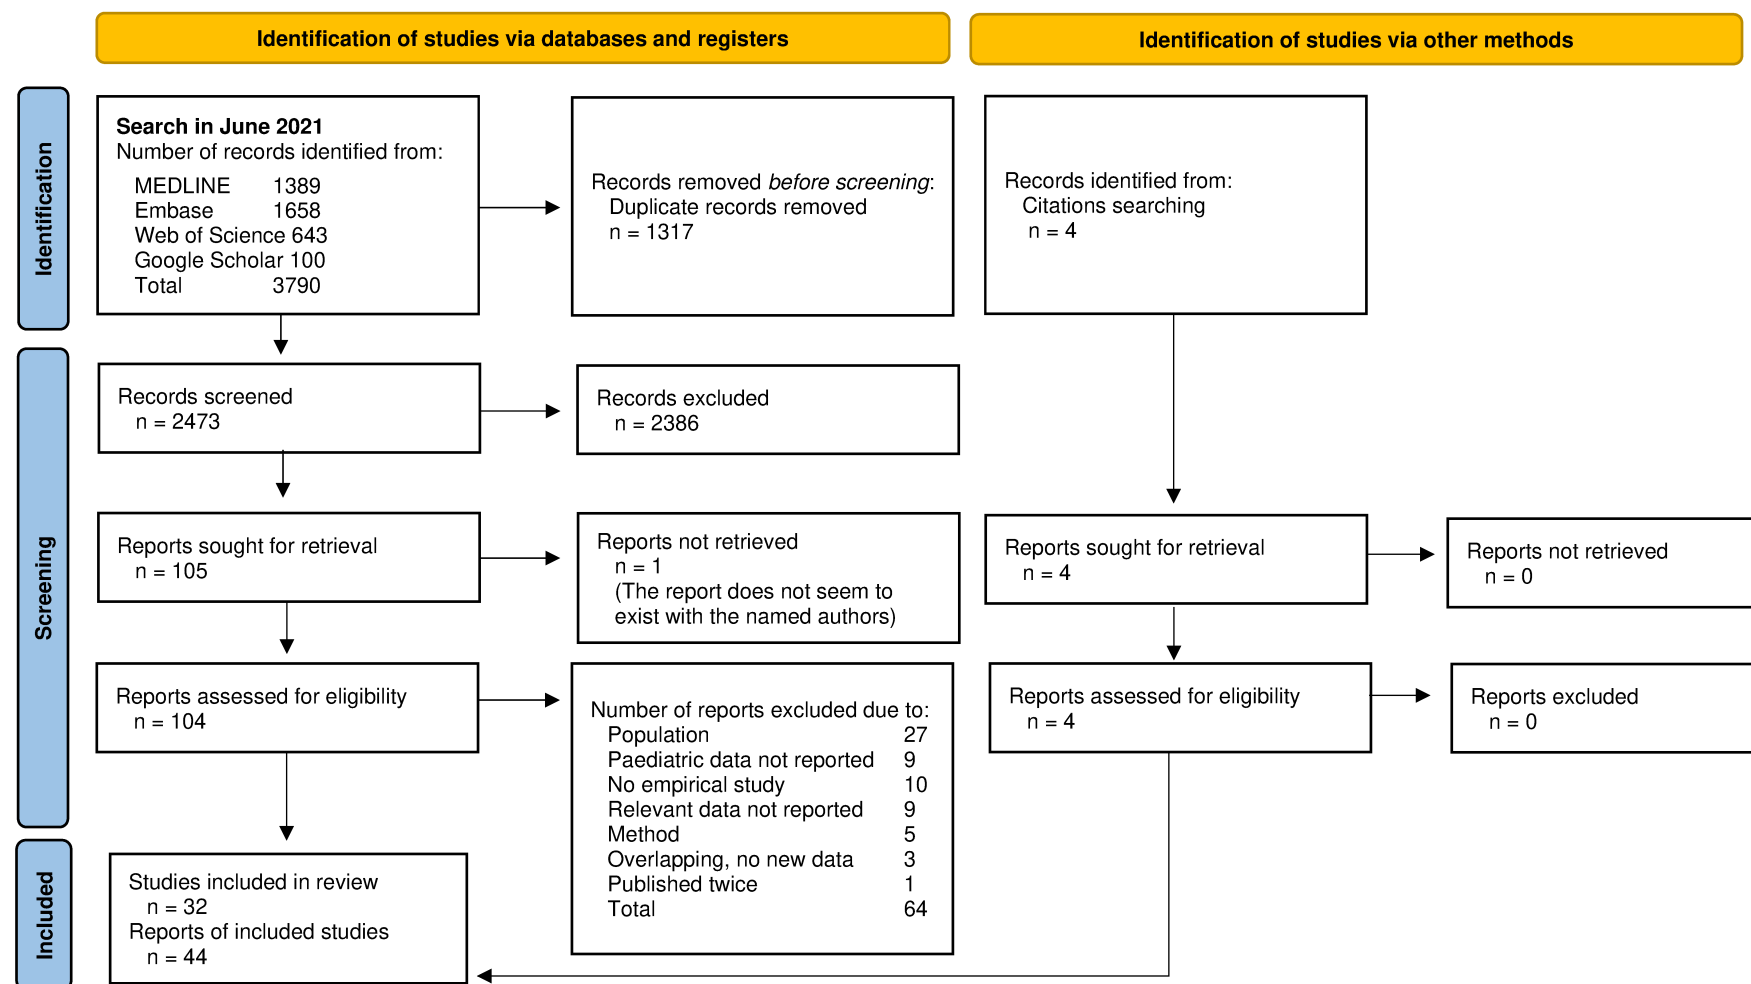 Identification of studies via databases and registers
Identification of studies via other methods
Identification
Search in June 2021
Number of records identified from:
MEDLINE 1389
Embase 1658
Web of Science 643
Google Scholar 100
Total 3790
Records removed before screening:
Duplicate records removed
n = 1317
Records identified from:
Citations searching
n = 4
Screening
Records screened
n = 2473
Records excluded
n = 2386
Reports sought for retrieval
n = 105
Reports not retrieved
n = 1
(The report does not seem to
exist with the named authors)
Reports sought for retrieval
n = 4
Reports not retrieved
n = 0
Reports assessed for eligibility
n = 104
Number of reports excluded due to:
Population 27
Paediatric data not reported 9
No empirical study 10
Relevant data not reported 9
Method 5
Overlapping, no new data 3
Published twice 1
Total 64
Reports assessed for eligibility
n = 4
Reports excluded
n = 0
Included
Studies included in review
n = 32
Reports of included studies
n = 44